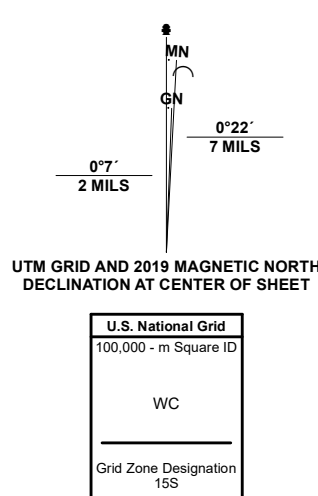 MN
GN
0°22´
7 MILS
0°7´
2 MILS
UTM GRID AND 2019 MAGNETIC NORTH
DECLINATION AT CENTER OF SHEET
U.S. National Grid
100,000 - m Square ID
WC
Grid Zone Designation
15S